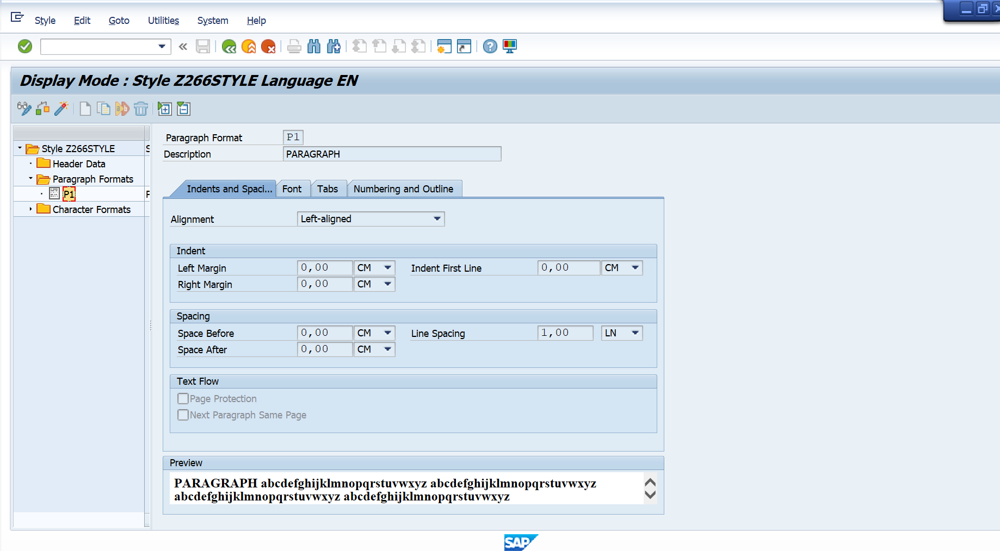 Style Edit Goto Utilities System Help
Display Mode : Style Z266STYLE Language EN
Style Z266STYLE S
Header Data
Paragraph Formats
P1
Character Formats
Paragraph Format P1
Description PARAGRAPH
Indents and Spaci... Font Tabs Numbering and Outline
Alignment Left-aligned
Indent
Left Margin 0,00 CM Indent First Line 0,00 CM
Right Margin 0,00 CM
Spacing
Space Before 0,00 CM Line Spacing 1,00 LN
Space After 0,00 CM
Text Flow
Page Protection
Next Paragraph Same Page
Preview
PARAGRAPH abcdefghijklmnopqrstuvwxyz abcdefghijklmnopqrstuvwxyz
abcdefghijklmnopqrstuvwxyz abcdefghijklmnopqrstuvwxyz
SAP